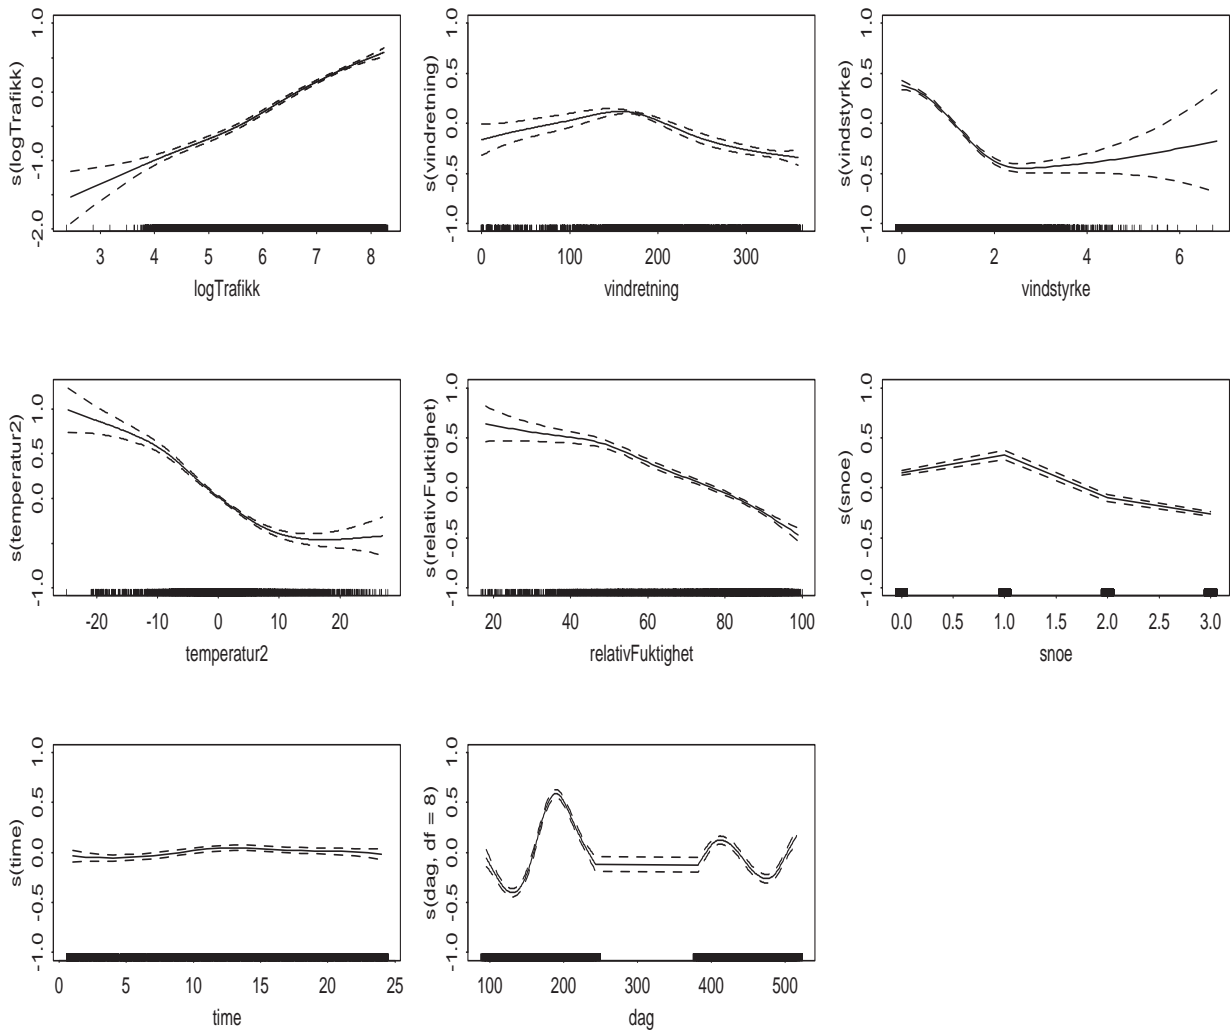 s(logTrafikk)
-2.0 -1.0 0.0 1.0
3 4 5 6 7 8
logTrafikk
s(vindretning)
-1.0 -0.5 0.0 0.5 1.0
0 100 200 300
vindretning
s(vindstyrke)
-1.0 -0.5 0.0 0.5 1.0
0 2 4 6
vindstyrke
s(temperatur2)
-1.0 0.0 0.5 1.0
-20 -10 0 10 20
temperatur2
s(relativFuktighet)
-1.0 -0.5 0.0 0.5 1.0
20 40 60 80 100
relativFuktighet
s(snoe)
-1.0 -0.5 0.0 0.5 1.0
0.0 0.5 1.0 1.5 2.0 2.5 3.0
snoe
s(time)
-1.0 -0.5 0.0 0.5 1.0
0 5 10 15 20 25
time
s(dag, df = 8)
-1.0 -0.5 0.0 0.5 1.0
100 200 300 400 500
dag